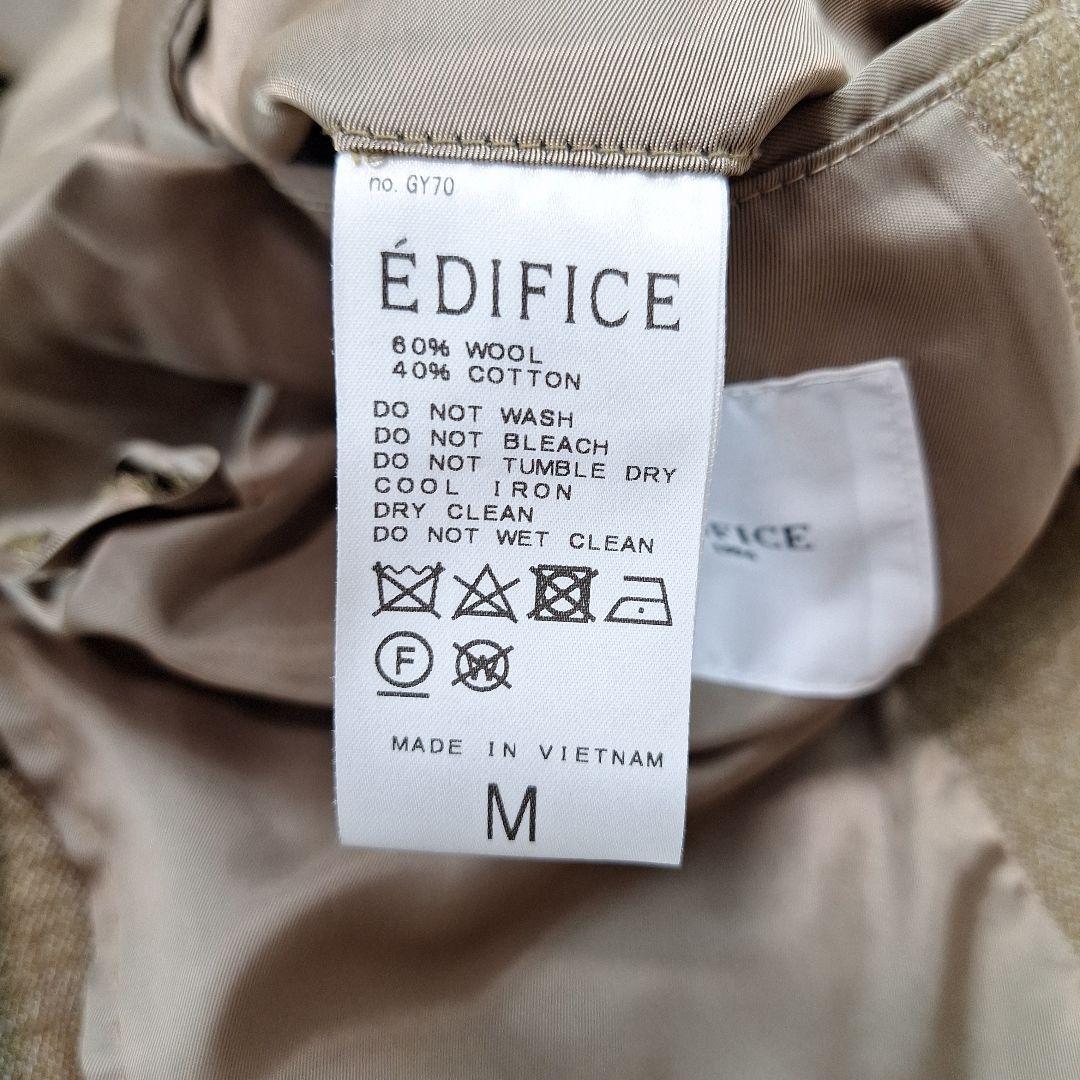 no. GY70
ÉDIFICE
60% WOOL
40% COTTON
DO NOT WASH
DO NOT BLEACH
DO NOT TUMBLE DRY
COOL IRON
DRY CLEAN
DO NOT WET CLEAN
F
W
MADE IN VIETNAM
M
FICE